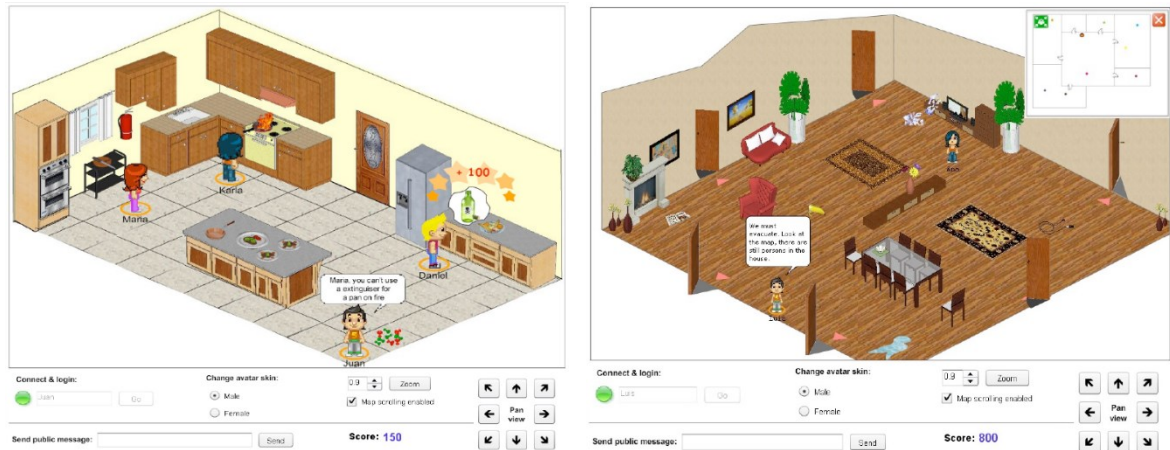 + 100
Karla
Maria
Daniel
Maria, you can't use
a extinguiser for
a pan on fire
Juan
Connect & login:
Juan
Go
Change avatar skin:
Male
Female
0.9
Zoom
Map scrolling enabled
Pan
view
Send public message:
Send
Score: 150
Ana
We must
evacuate. Look at
the map, there are
still persons in the
house.
Luis
Connect & login:
Luis
Go
Change avatar skin:
Male
Female
0.9
Zoom
Map scrolling enabled
Pan
view
Send public message:
Send
Score: 800